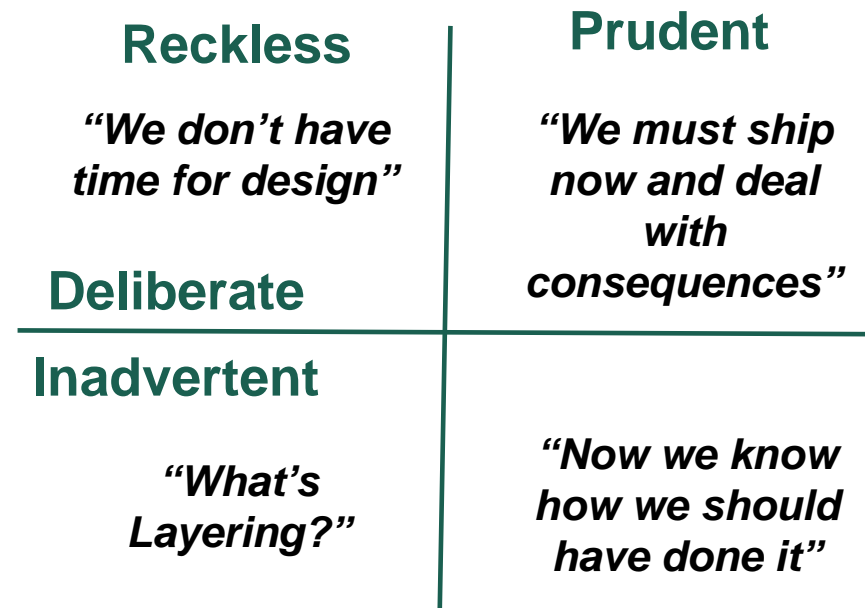 Reckless
Prudent
“We don’t have
time for design”
“We must ship
now and deal
with
consequences”
Deliberate
Inadvertent
“What’s
Layering?”
“Now we know
how we should
have done it”